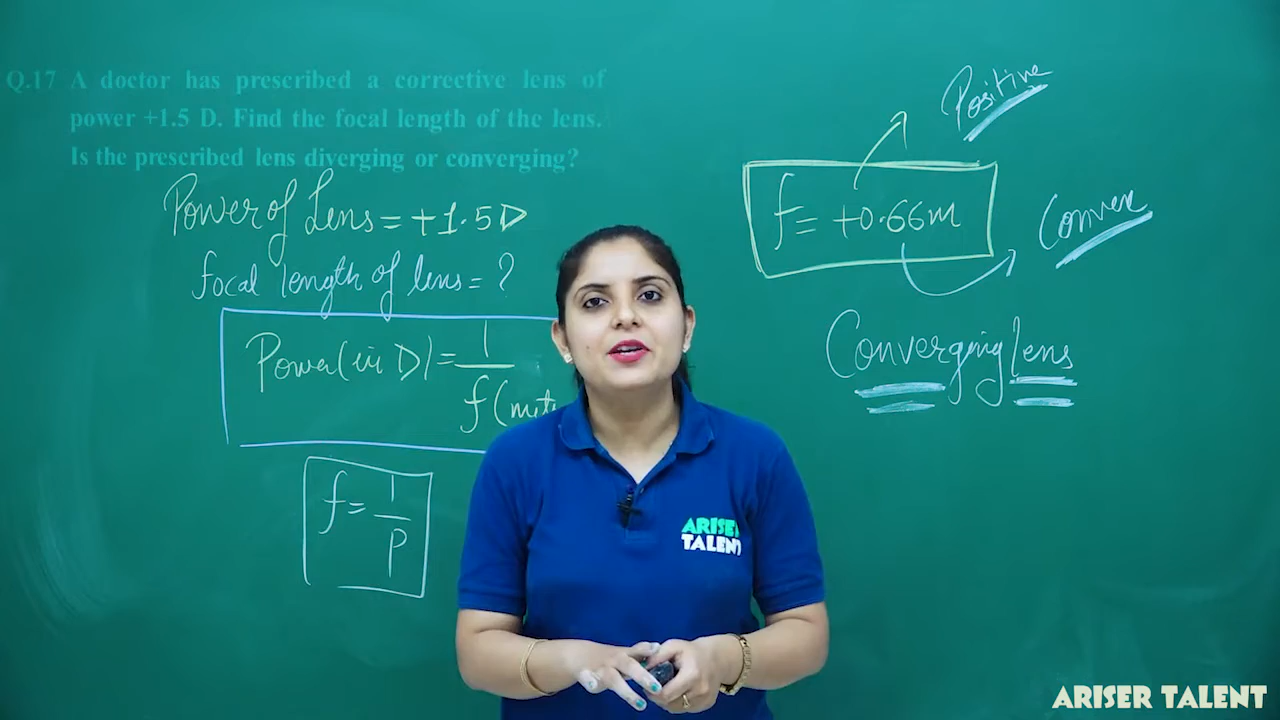 Q.17 A doctor has prescribed a corrective lens of
power +1.5 D. Find the focal length of the lens.
Is the prescribed lens diverging or converging?
Power of Lens = +1.5D
focal length of lens = ?
Power(in D) = 1
f(
f = 1
P
Positive
f = +0.66m
Convex
Converging lens
ARISER
TALENT
ARISER TALENT